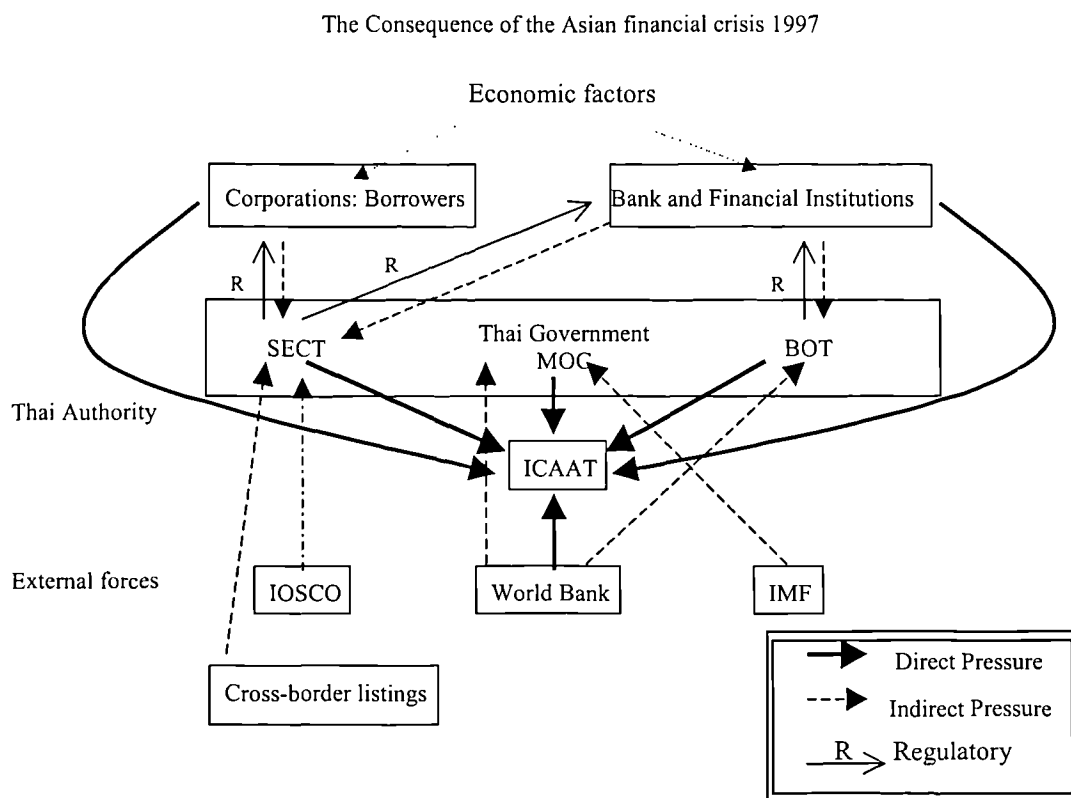 The Consequence of the Asian financial crisis 1997
Economic factors
Corporations: Borrowers
Bank and Financial Institutions
R
R
R
SECT
Thai Government
MOC
BOT
Thai Authority
ICAAT
External forces
IOSCO
World Bank
IMF
Cross-border listings
Direct Pressure
Indirect Pressure
R
Regulatory